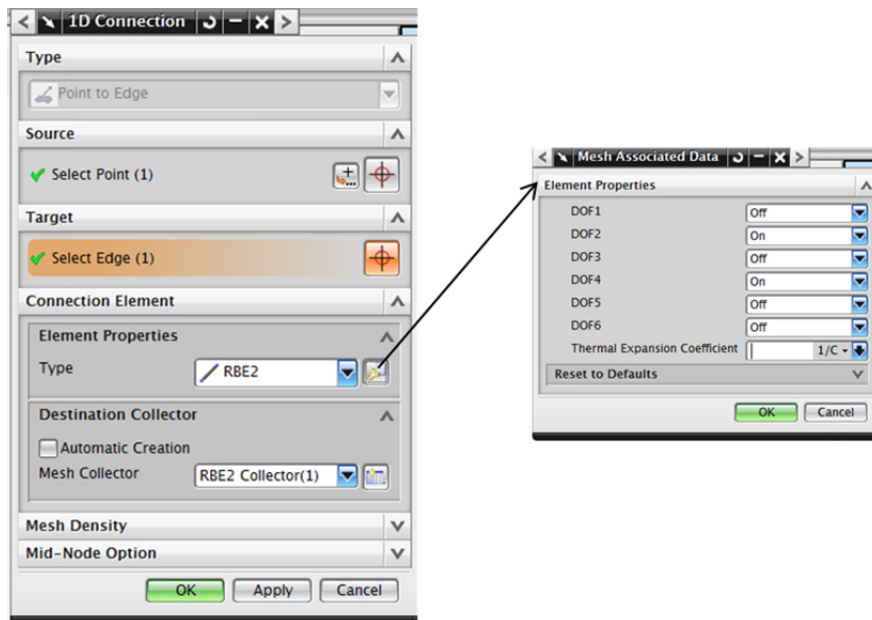 1D Connection
Type
Point to Edge
Source
Select Point (1)
Target
Select Edge (1)
Connection Element
Element Properties
Type RBE2
Destination Collector
Automatic Creation
Mesh Collector RBE2 Collector(1)
Mesh Density
Mid-Node Option
OK Apply Cancel
Mesh Associated Data
Element Properties
DOF1 Off
DOF2 On
DOF3 Off
DOF4 On
DOF5 Off
DOF6 Off
Thermal Expansion Coefficient 1/C
Reset to Defaults
OK Cancel